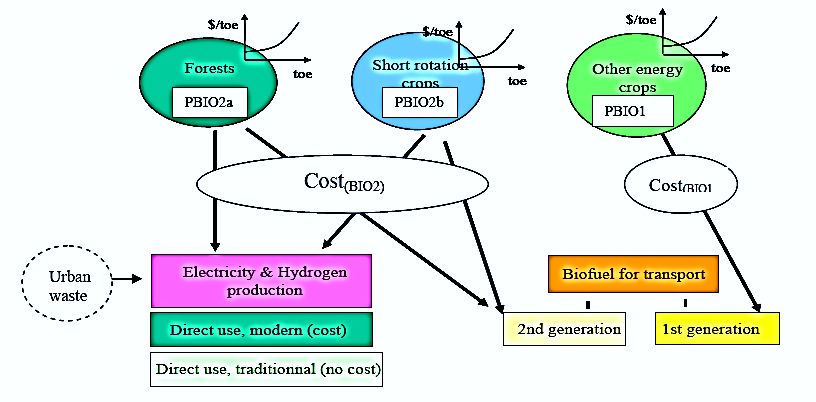 $/toe
toe
Forests
PBIO2a
$/toe
toe
Short rotation
crops
PBIO2b
$/toe
toe
Other energy
crops
PBIO1
Cost(BIO2)
Cost(BIO1
Urban
waste
Electricity & Hydrogen
production
Direct use, modern (cost)
Direct use, traditionnal (no cost)
Biofuel for transport
2nd generation
1st generation